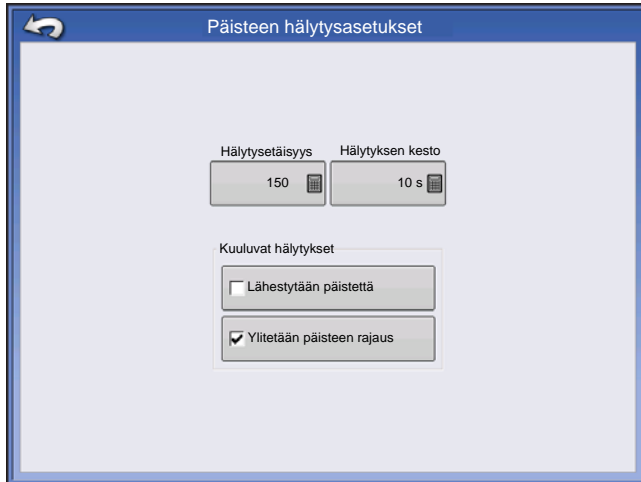 Päisteen hälytysasetukset
Hälytysetäisyys Hälytyksen kesto
150 10 s
Kuuluvat hälytykset
Lähestytään päistettä
Ylitetään päisteen rajaus